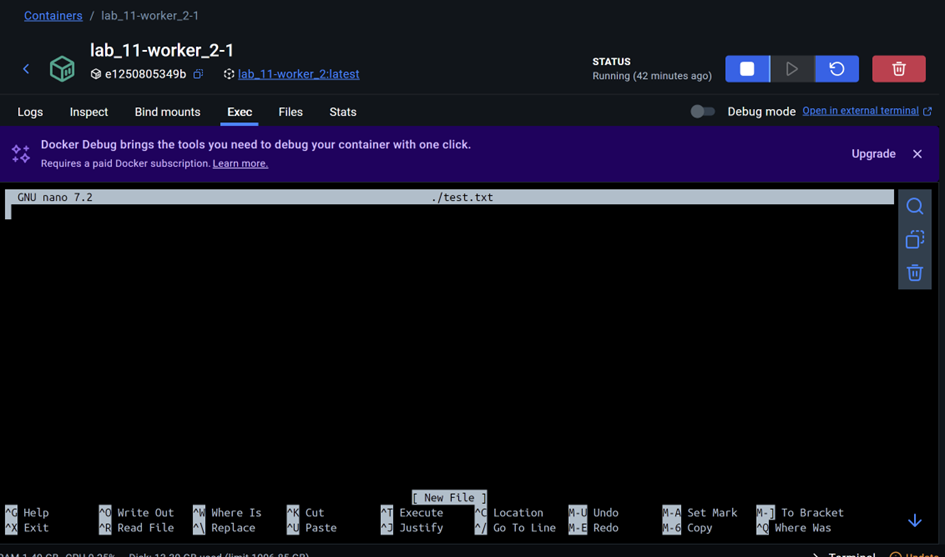 Containers / lab_11-worker_2-1
lab_11-worker_2-1
e1250805349b lab_11-worker_2:latest
STATUS
Running (42 minutes ago)
Logs Inspect Bind mounts Exec Files Stats Debug mode Open in external terminal
Docker Debug brings the tools you need to debug your container with one click.
Requires a paid Docker subscription. Learn more.
Upgrade
GNU nano 7.2 ./test.txt
[ New File ]
^G Help ^O Write Out ^W Where Is ^K Cut ^T Execute ^C Location M-U Undo M-A Set Mark M-] To Bracket
^X Exit ^R Read File ^\ Replace ^U Paste ^J Justify ^/ Go To Line M-E Redo M-6 Copy ^Q Where Was
RAM 1.40 GB CPU 0.25% Disk: 12.20 GB used (limit 1006.85 GB) Terminal Update